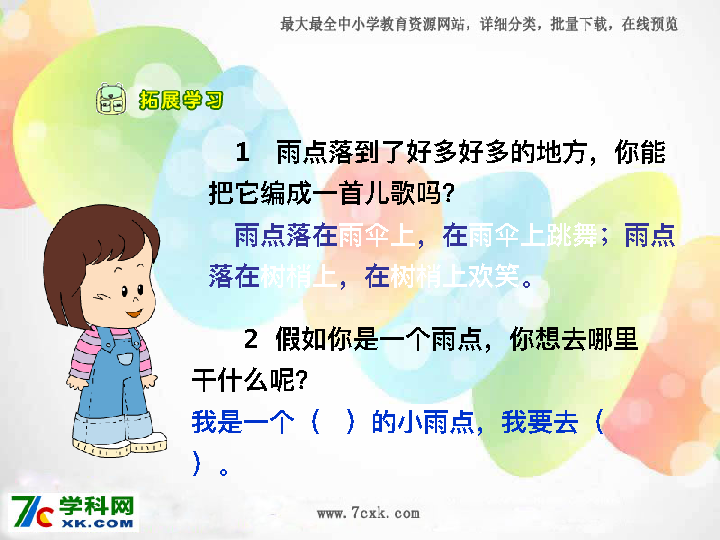 最大最全中小学教育资源网站，详细分类，批量下载，在线预览
拓展学习
1 雨点落到了好多好多的地方，你能
把它编成一首儿歌吗？
雨点落在雨伞上，在雨伞上跳舞；雨点
落在树梢上，在树梢上欢笑。
2 假如你是一个雨点，你想去哪里
干什么呢？
我是一个（ ）的小雨点，我要去（
）。
学科网
7CXK.COM
www.7cxk.com